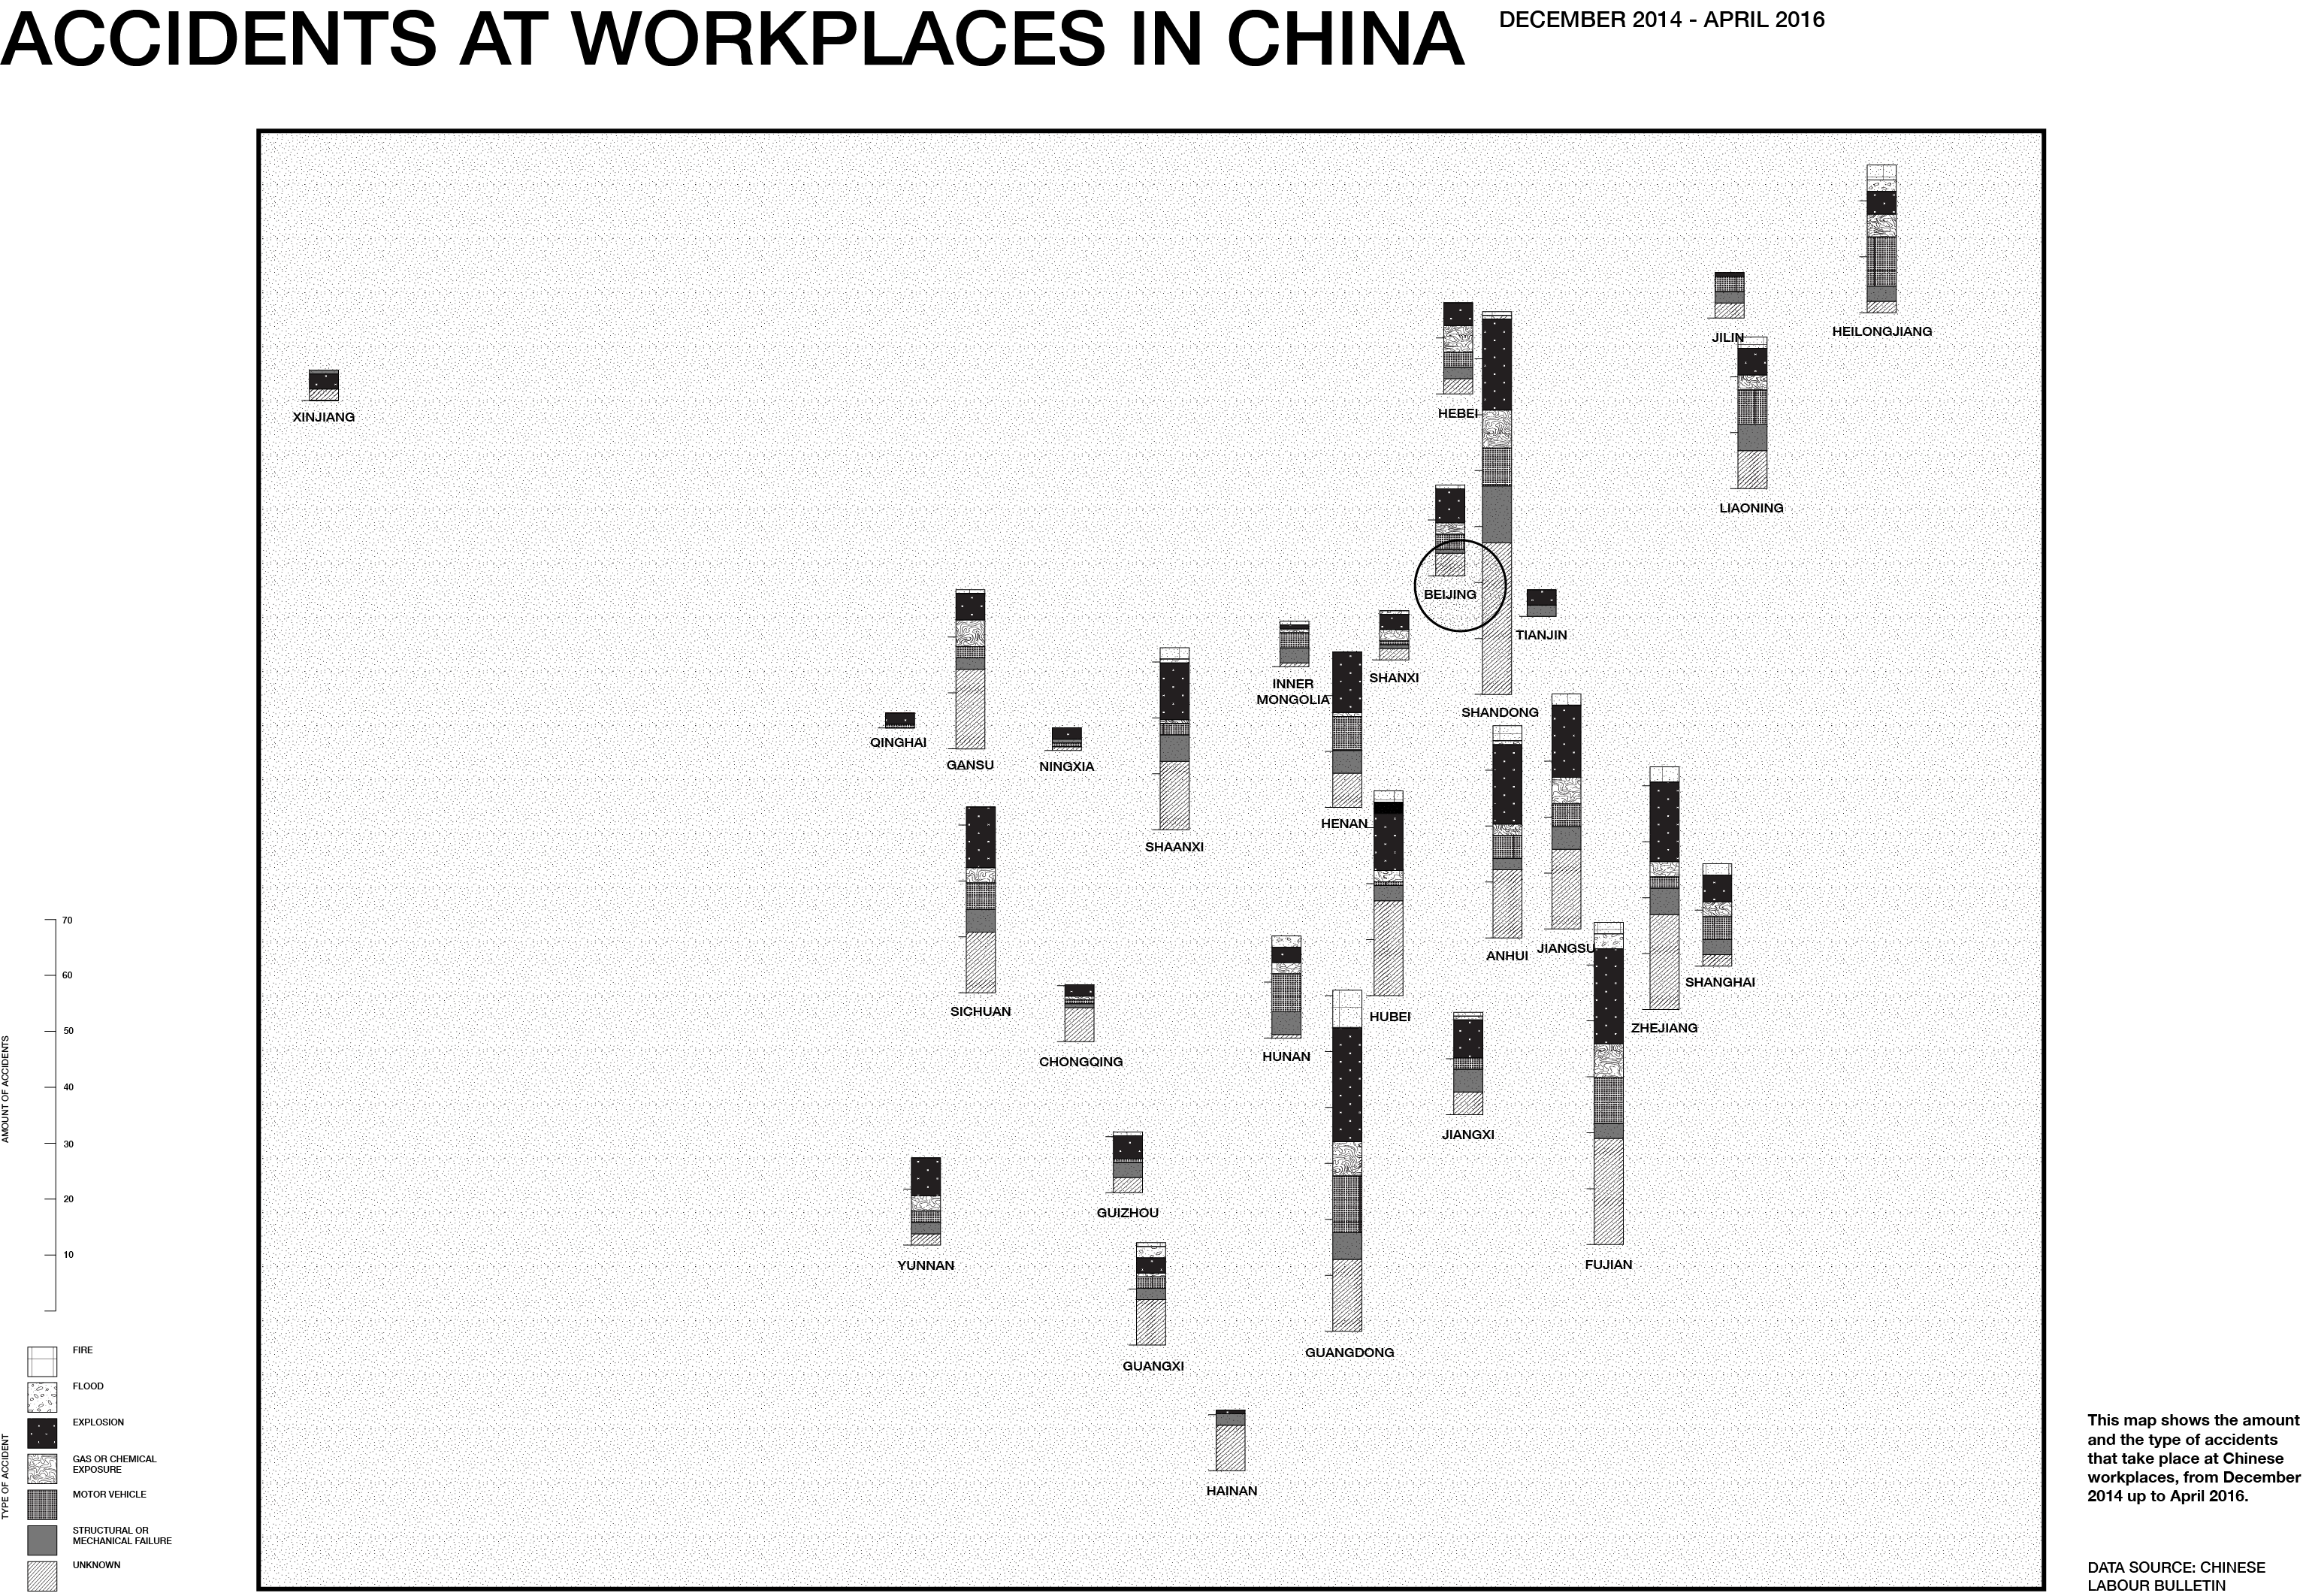 ACCIDENTS AT WORKPLACES IN CHINA
DECEMBER 2014 - APRIL 2016
HEILONGJIANG
JILIN
XINJIANG
HEBEI
LIAONING
BEIJING
TIANJIN
INNER
MONGOLIA
SHANXI
SHANDONG
QINGHAI
GANSU
NINGXIA
SHAANXI
HENAN
ANHUI
JIANGSU
SHANGHAI
SICHUAN
HUBEI
ZHEJIANG
CHONGQING
HUNAN
JIANGXI
GUIZHOU
YUNNAN
FUJIAN
GUANGXI
GUANGDONG
HAINAN
AMOUNT OF ACCIDENTS
70
60
50
40
30
20
10
TYPE OF ACCIDENT
FIRE
FLOOD
EXPLOSION
GAS OR CHEMICAL
EXPOSURE
MOTOR VEHICLE
STRUCTURAL OR
MECHANICAL FAILURE
UNKNOWN
This map shows the amount
and the type of accidents
that take place at Chinese
workplaces, from December
2014 up to April 2016.
DATA SOURCE: CHINESE
LABOUR BULLETIN